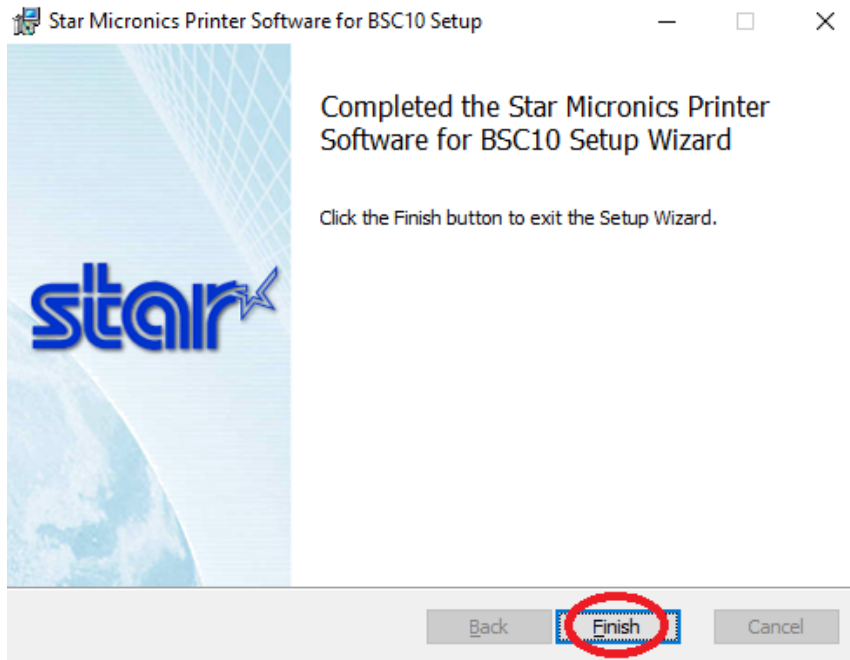 Star Micronics Printer Software for BSC10 Setup
Completed the Star Micronics Printer
Software for BSC10 Setup Wizard
Click the Finish button to exit the Setup Wizard.
star
Back Finish Cancel